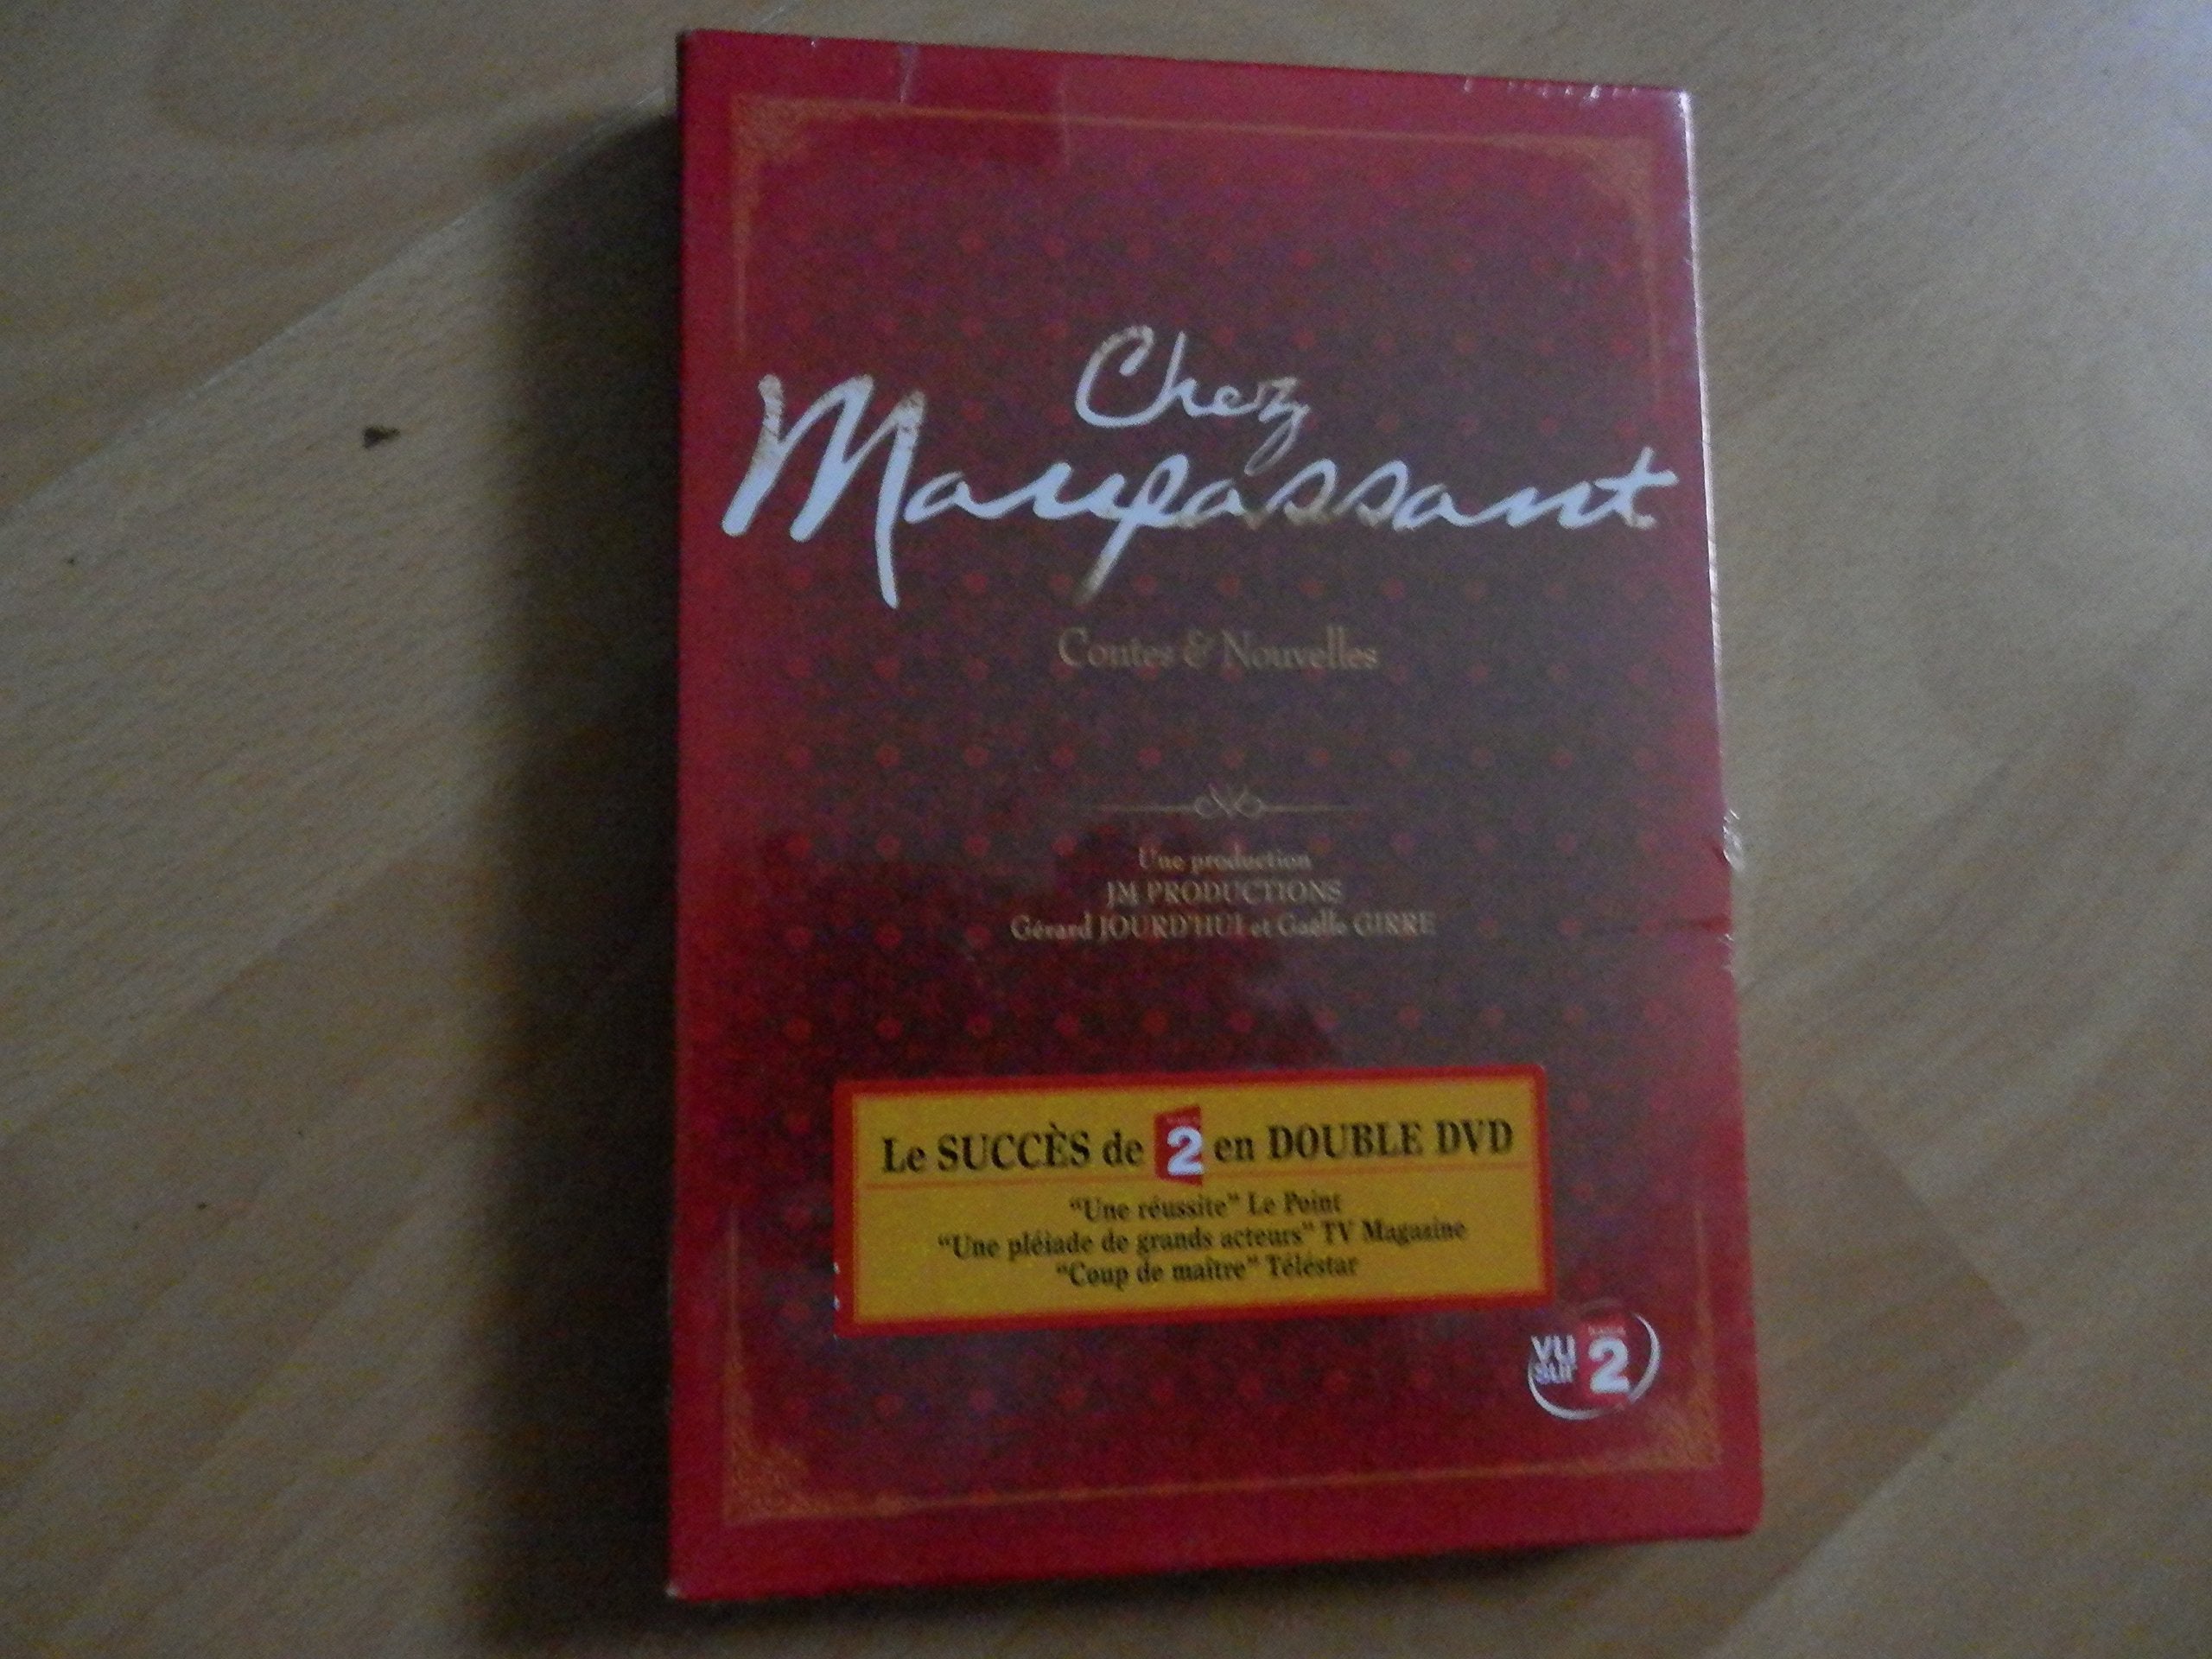 Chez
Maupassant
Contes & Nouvelles
Une production
JM PRODUCTIONS
Gérard JOURD'HUI et Gaëlle GIRRE
Le SUCCÈS de 2 en DOUBLE DVD
"Une réussite" Le Point
"Une pléiade de grands acteurs" TV Magazine
"Coup de maître" Téléstar
vu sur 2